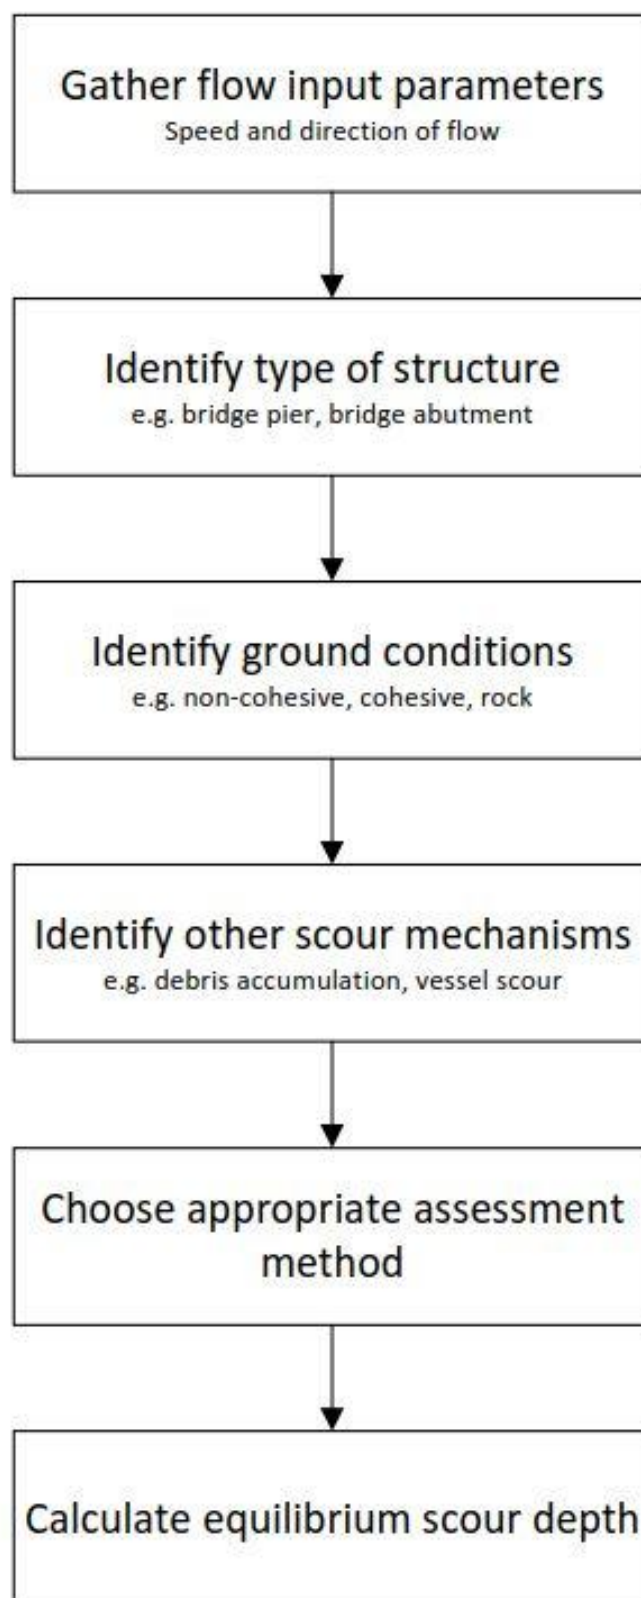 Gather flow input parameters
Speed and direction of flow
Identify type of structure
e.g. bridge pier, bridge abutment
Identify ground conditions
e.g. non-cohesive, cohesive, rock
Identify other scour mechanisms
e.g. debris accumulation, vessel scour
Choose appropriate assessment
method
Calculate equilibrium scour depth